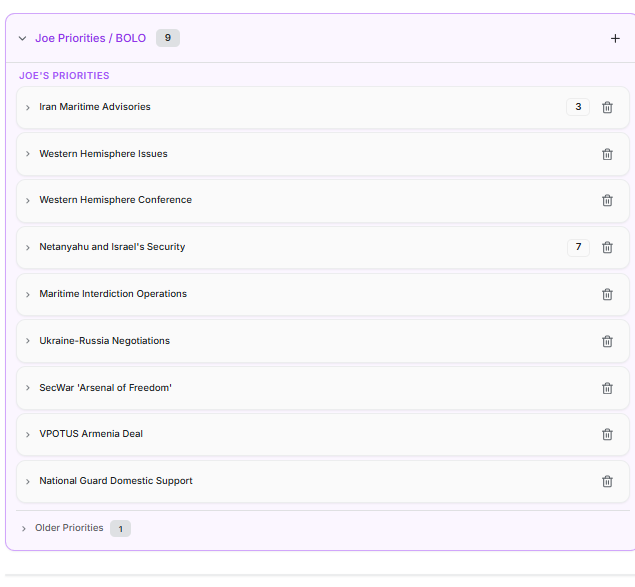 Joe Priorities / BOLO 9
JOE'S PRIORITIES
Iran Maritime Advisories 3
Western Hemisphere Issues
Western Hemisphere Conference
Netanyahu and Israel's Security 7
Maritime Interdiction Operations
Ukraine-Russia Negotiations
SecWar 'Arsenal of Freedom'
VPOTUS Armenia Deal
National Guard Domestic Support
Older Priorities 1